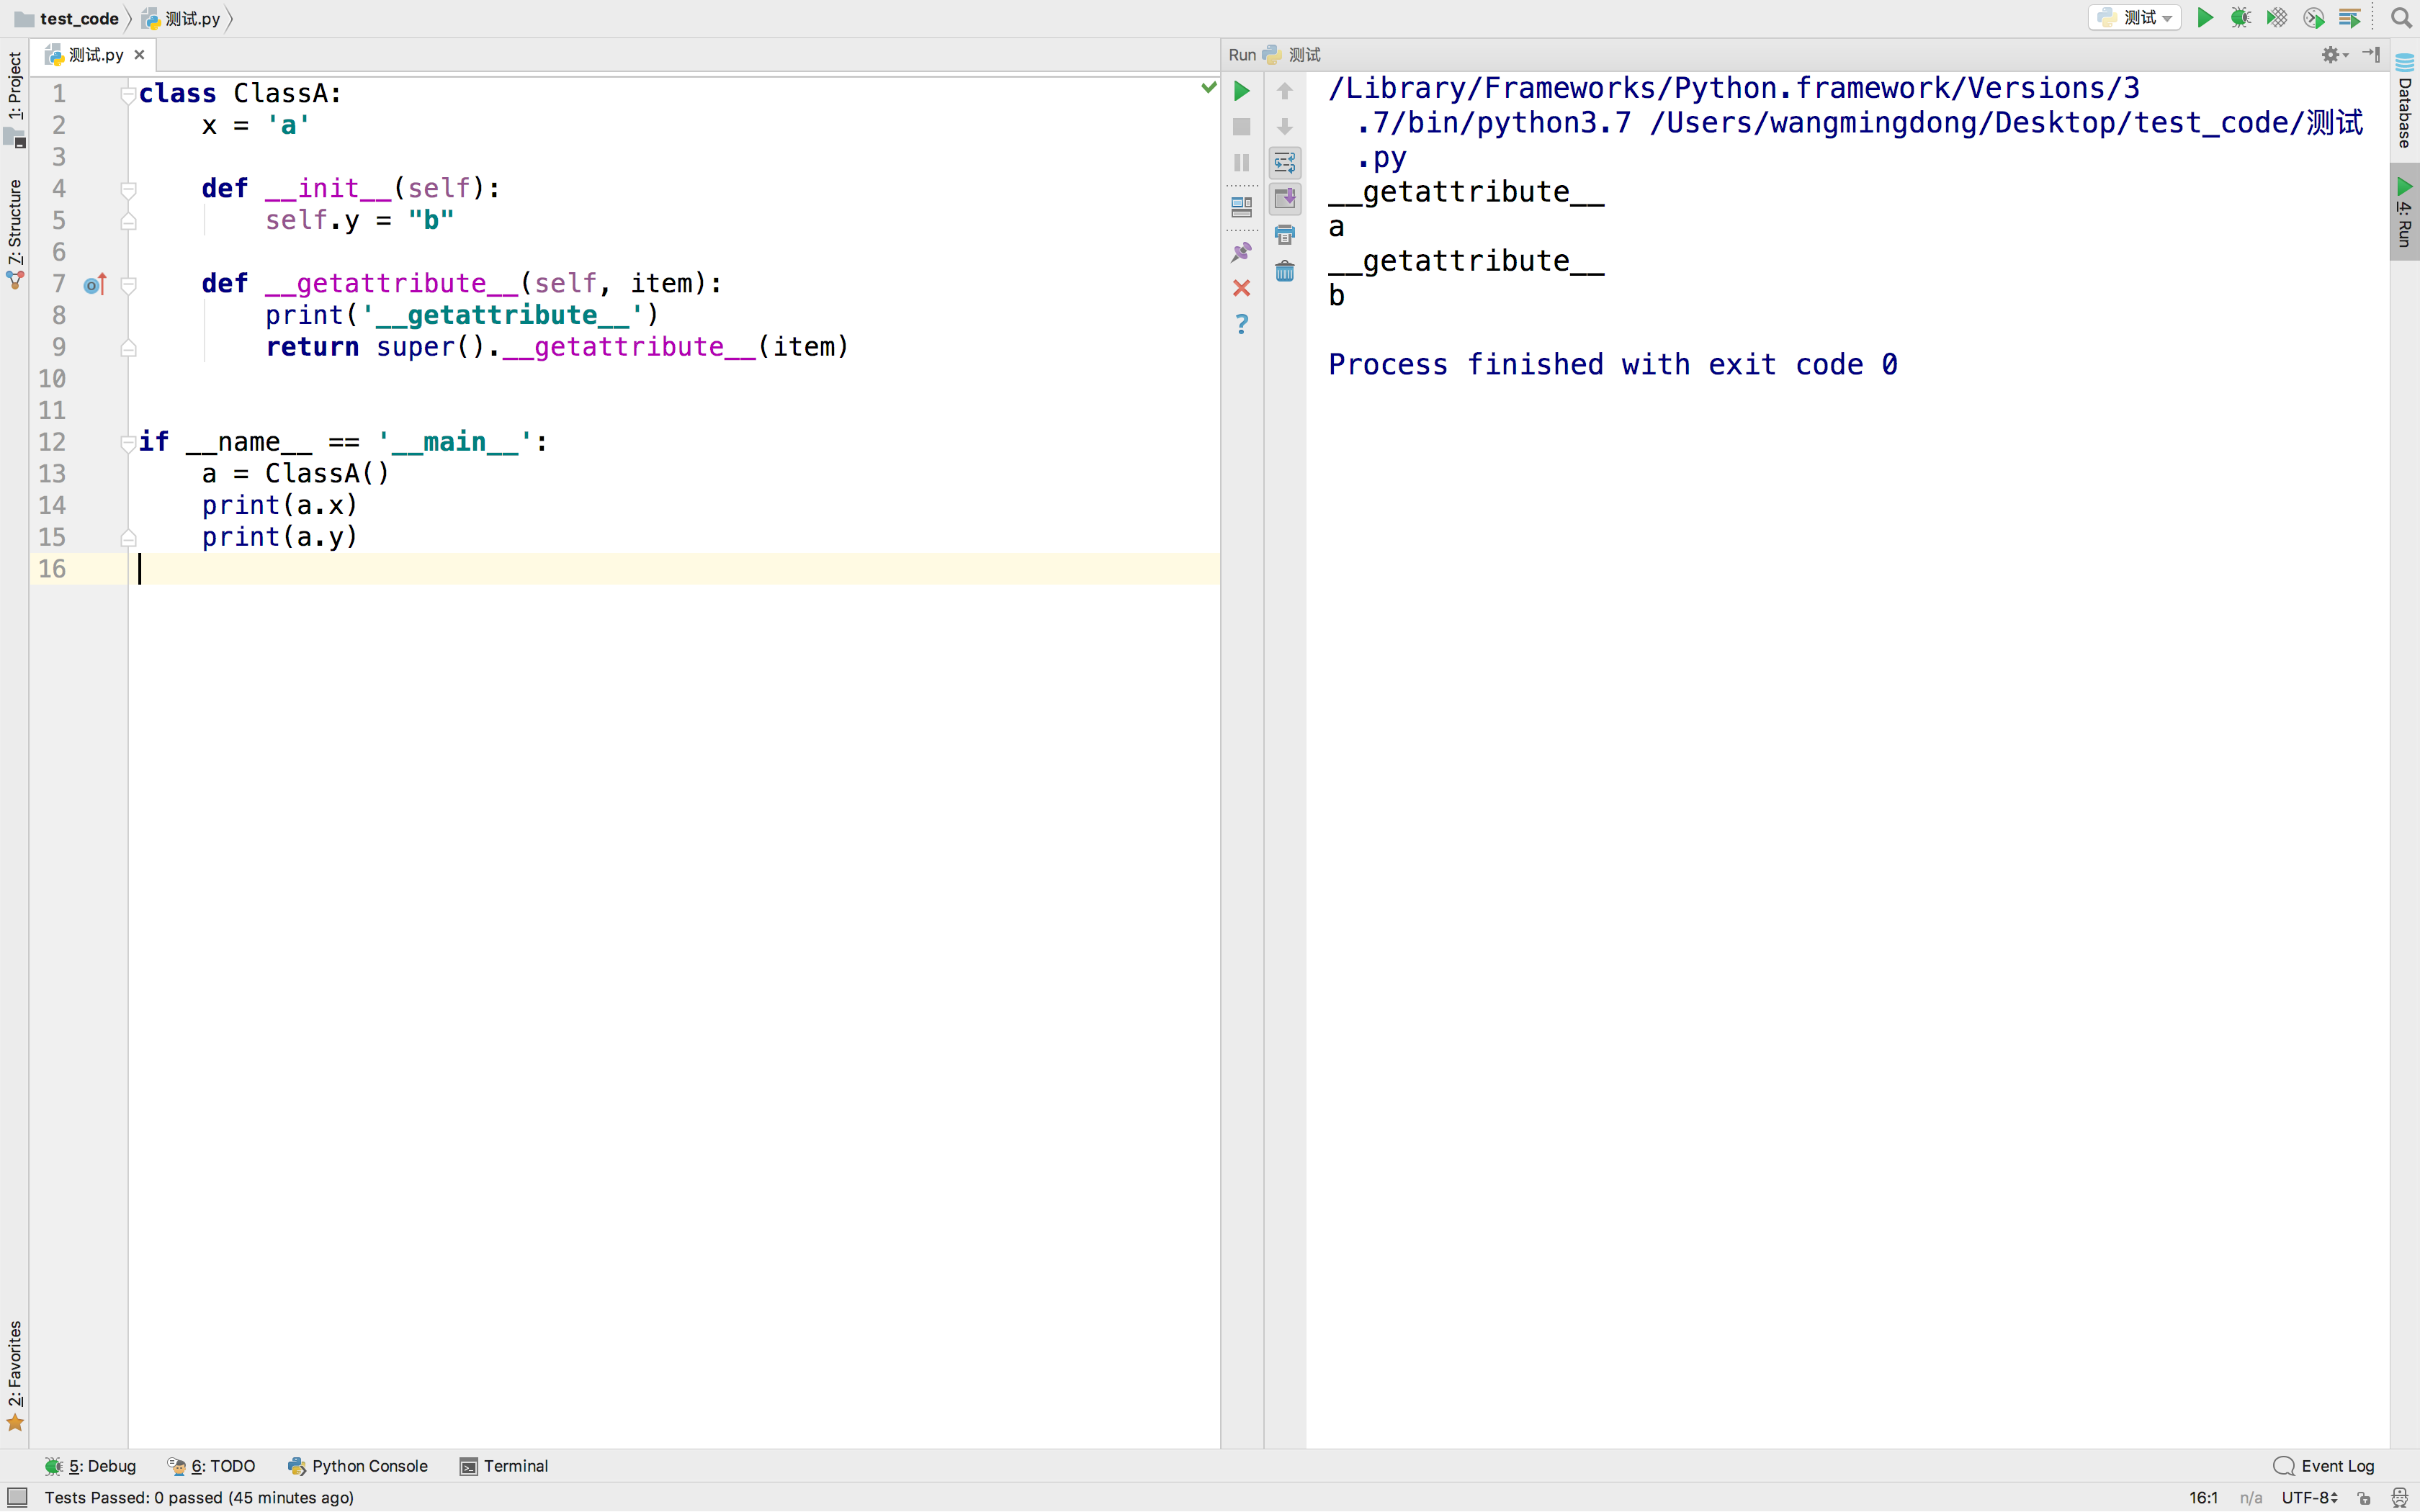 test_code 测试.py
测试
测试.py
1: Project
7: Structure
2: Favorites
1 class ClassA:
2     x = 'a'
3
4     def __init__(self):
5         self.y = "b"
6
7     def __getattribute__(self, item):
8         print('__getattribute__')
9         return super().__getattribute__(item)
10
11
12 if __name__ == '__main__':
13     a = ClassA()
14     print(a.x)
15     print(a.y)
16
Run 测试
/Library/Frameworks/Python.framework/Versions/3
.7/bin/python3.7 /Users/wangmingdong/Desktop/test_code/测试
.py
__getattribute__
a
__getattribute__
b
Process finished with exit code 0
Database
4: Run
5: Debug 6: TODO Python Console Terminal Event Log
Tests Passed: 0 passed (45 minutes ago) 16:1 n/a UTF-8